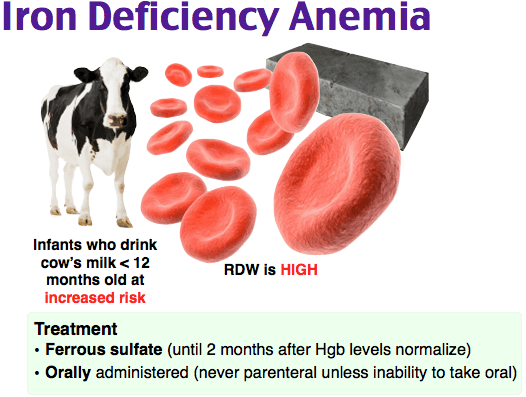 Iron Deficiency Anemia
Infants who drink
cow's milk < 12
months old at
increased risk
RDW is HIGH
Treatment
• Ferrous sulfate (until 2 months after Hgb levels normalize)
• Orally administered (never parenteral unless inability to take oral)